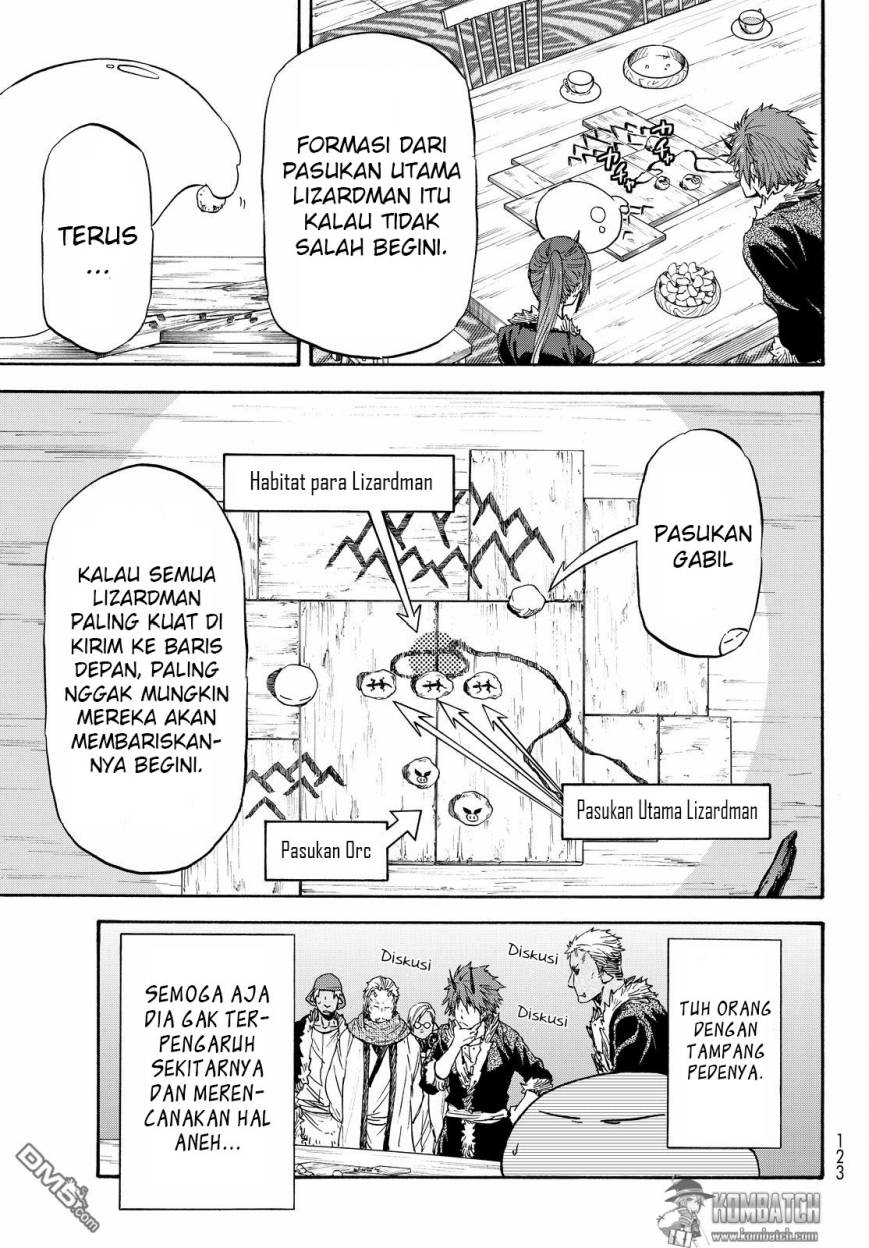 FORMASI DARI
PASUKAN UTAMA
LIZARDMAN ITU
KALAU TIDAK
SALAH BEGINI.
TERUS
...
Habitat para Lizardman
PASUKAN
GABIL
KALAU SEMUA
LIZARDMAN
PALING KUAT DI
KIRIM KE BARIS
DEPAN, PALING
NGGAK MUNGKIN
MEREKA AKAN
MEMBARISKAN-
NYA BEGINI.
Pasukan Utama Lizardman
Pasukan Orc
TUH ORANG
DENGAN
TAMPANG
PEDENYA.
Diskusi
Diskusi
Diskusi
SEMOGA AJA
DIA GAK TER-
PENGARUH
SEKITARNYA
DAN MEREN-
CANAKAN HAL
ANEH...
123
DM5.com
KOMBATCH
www.kombatch.com